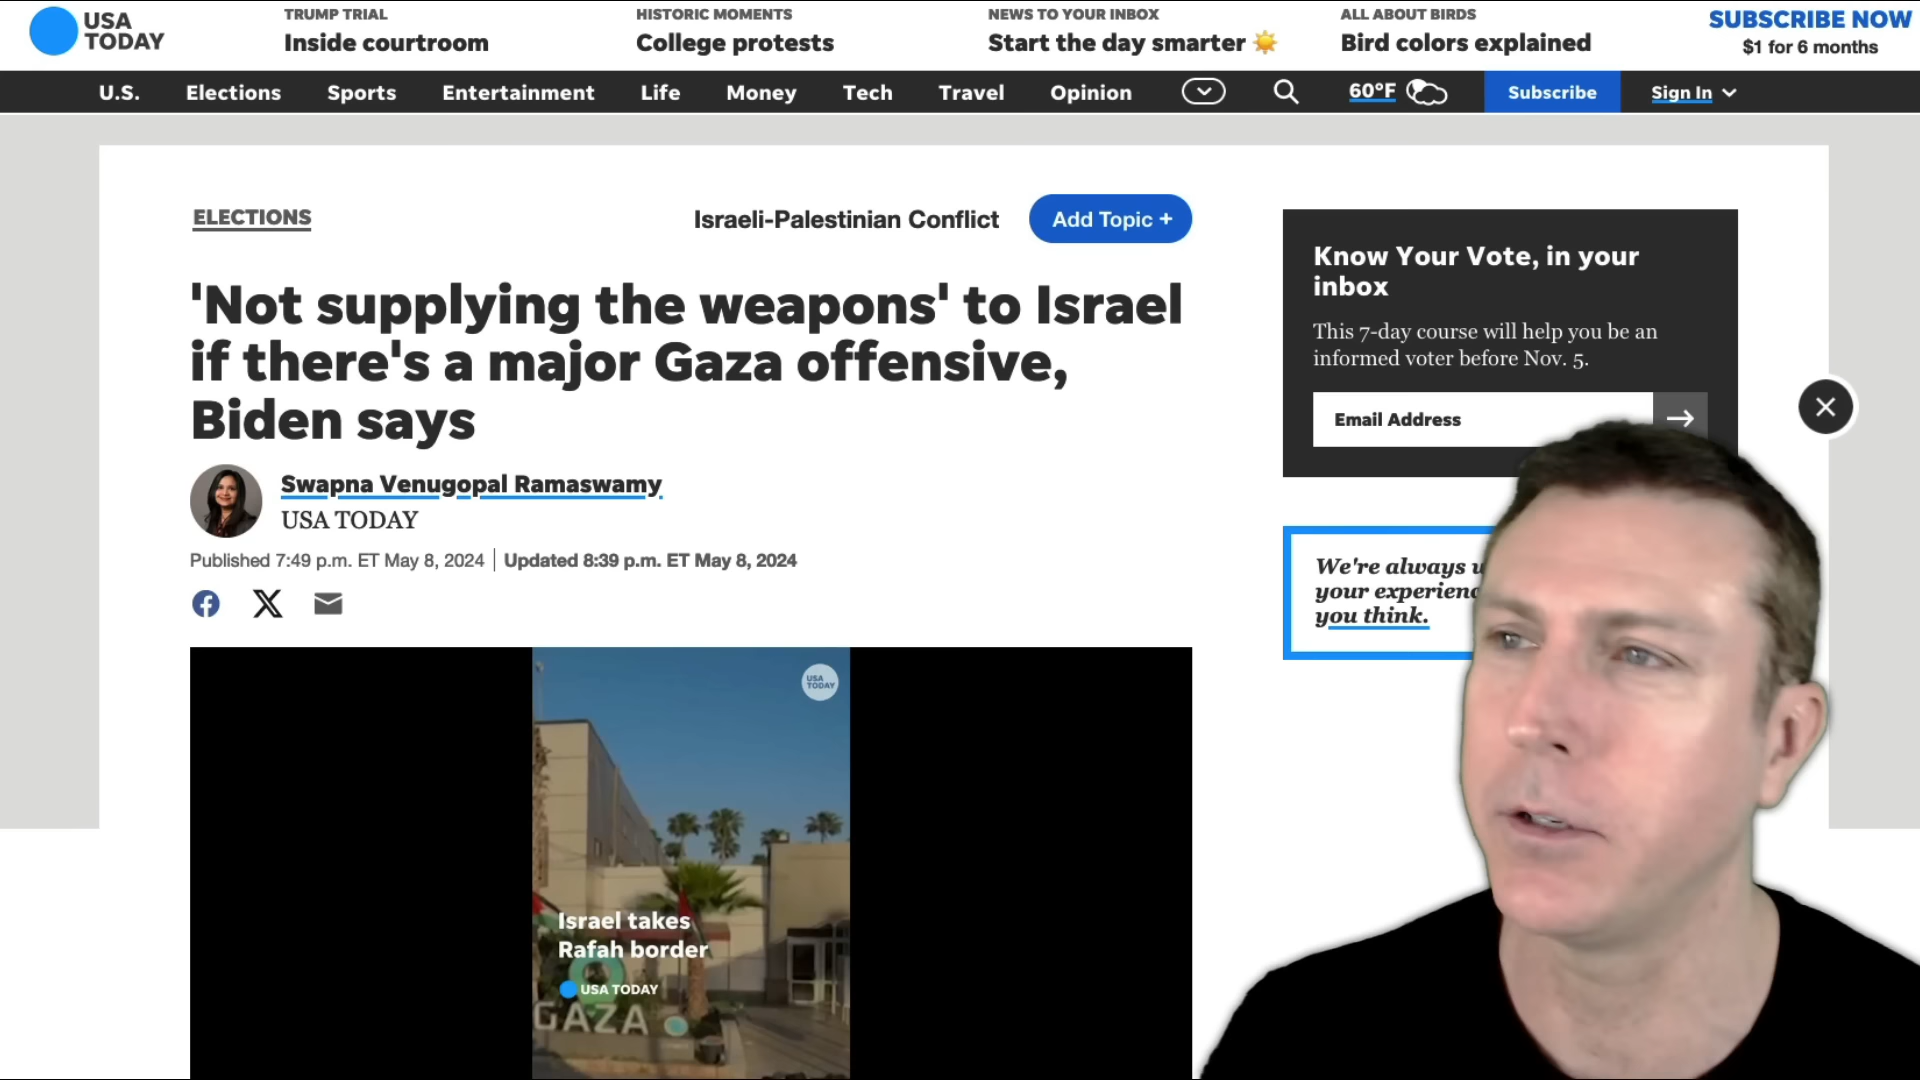 USA
TODAY
TRUMP TRIAL
Inside courtroom
HISTORIC MOMENTS
College protests
NEWS TO YOUR INBOX
Start the day smarter ☀️
ALL ABOUT BIRDS
Bird colors explained
SUBSCRIBE NOW
$1 for 6 months
U.S. Elections Sports Entertainment Life Money Tech Travel Opinion 60°F Subscribe Sign In
ELECTIONS
Israeli-Palestinian Conflict Add Topic +
'Not supplying the weapons' to Israel
if there's a major Gaza offensive,
Biden says
Swapna Venugopal Ramaswamy
USA TODAY
Published 7:49 p.m. ET May 8, 2024 | Updated 8:39 p.m. ET May 8, 2024
USA
TODAY
Israel takes
Rafah border
USA TODAY
GAZA
Know Your Vote, in your
inbox
This 7-day course will help you be an
informed voter before Nov. 5.
Email Address
We're always
your
you think.